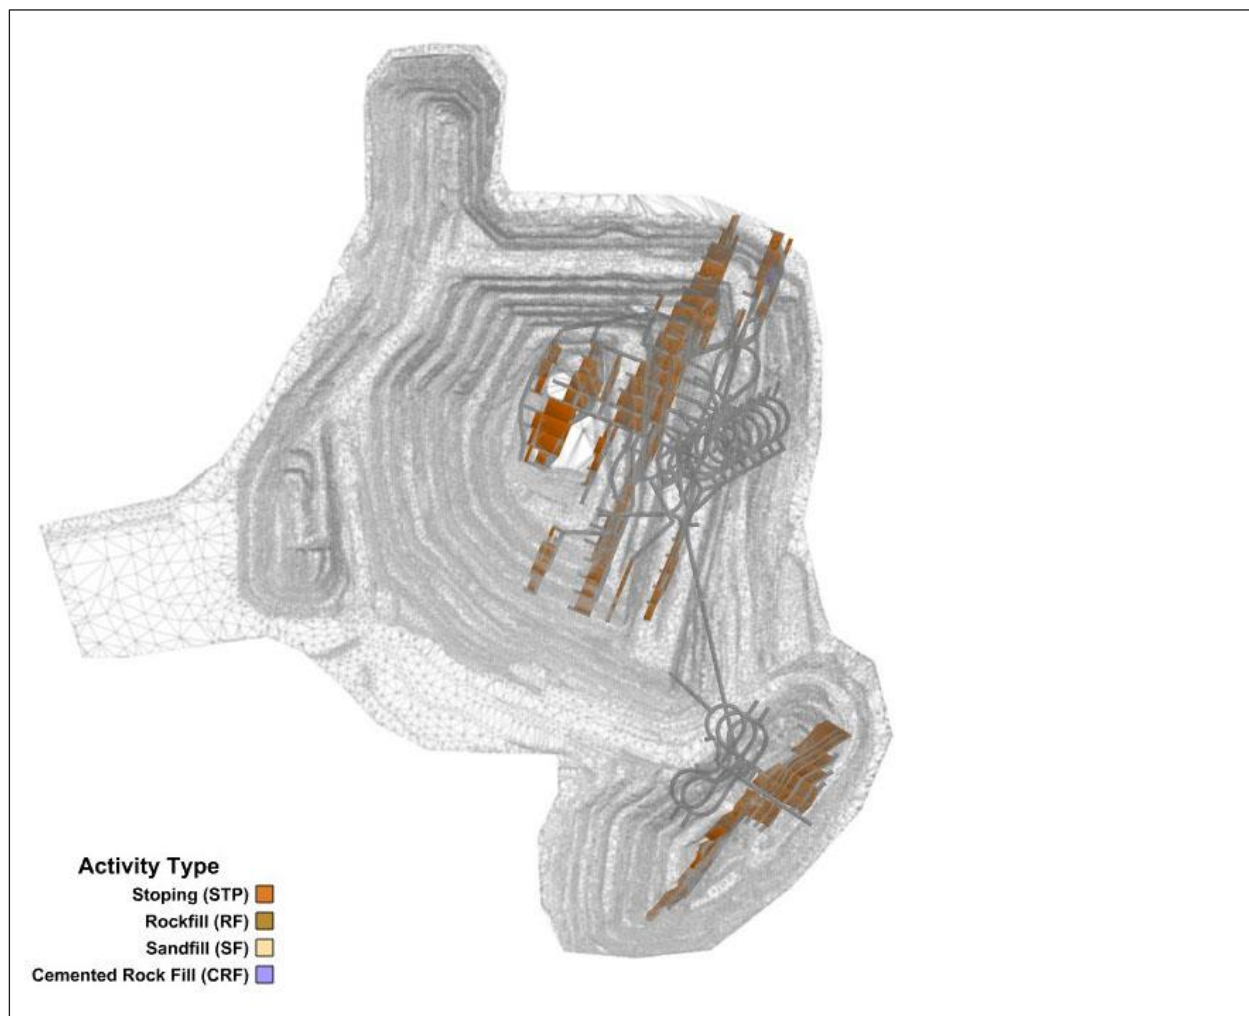 Activity Type
Stoping (STP)
Rockfill (RF)
Sandfill (SF)
Cemented Rock Fill (CRF)